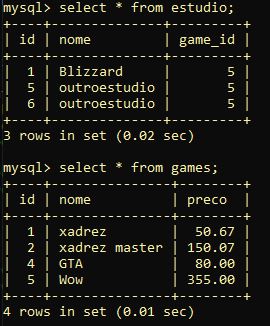 mysql> select * from estudio;
+----+--------------+---------+
| id | nome         | game_id |
+----+--------------+---------+
|  1 | Blizzard     |       5 |
|  5 | outroestudio |       5 |
|  6 | outroestudio |       5 |
+----+--------------+---------+
3 rows in set (0.02 sec)

mysql> select * from games;
+----+---------------+--------+
| id | nome          | preco  |
+----+---------------+--------+
|  1 | xadrez        |  50.67 |
|  2 | xadrez master | 150.07 |
|  4 | GTA           |  80.00 |
|  5 | Wow           | 355.00 |
+----+---------------+--------+
4 rows in set (0.01 sec)